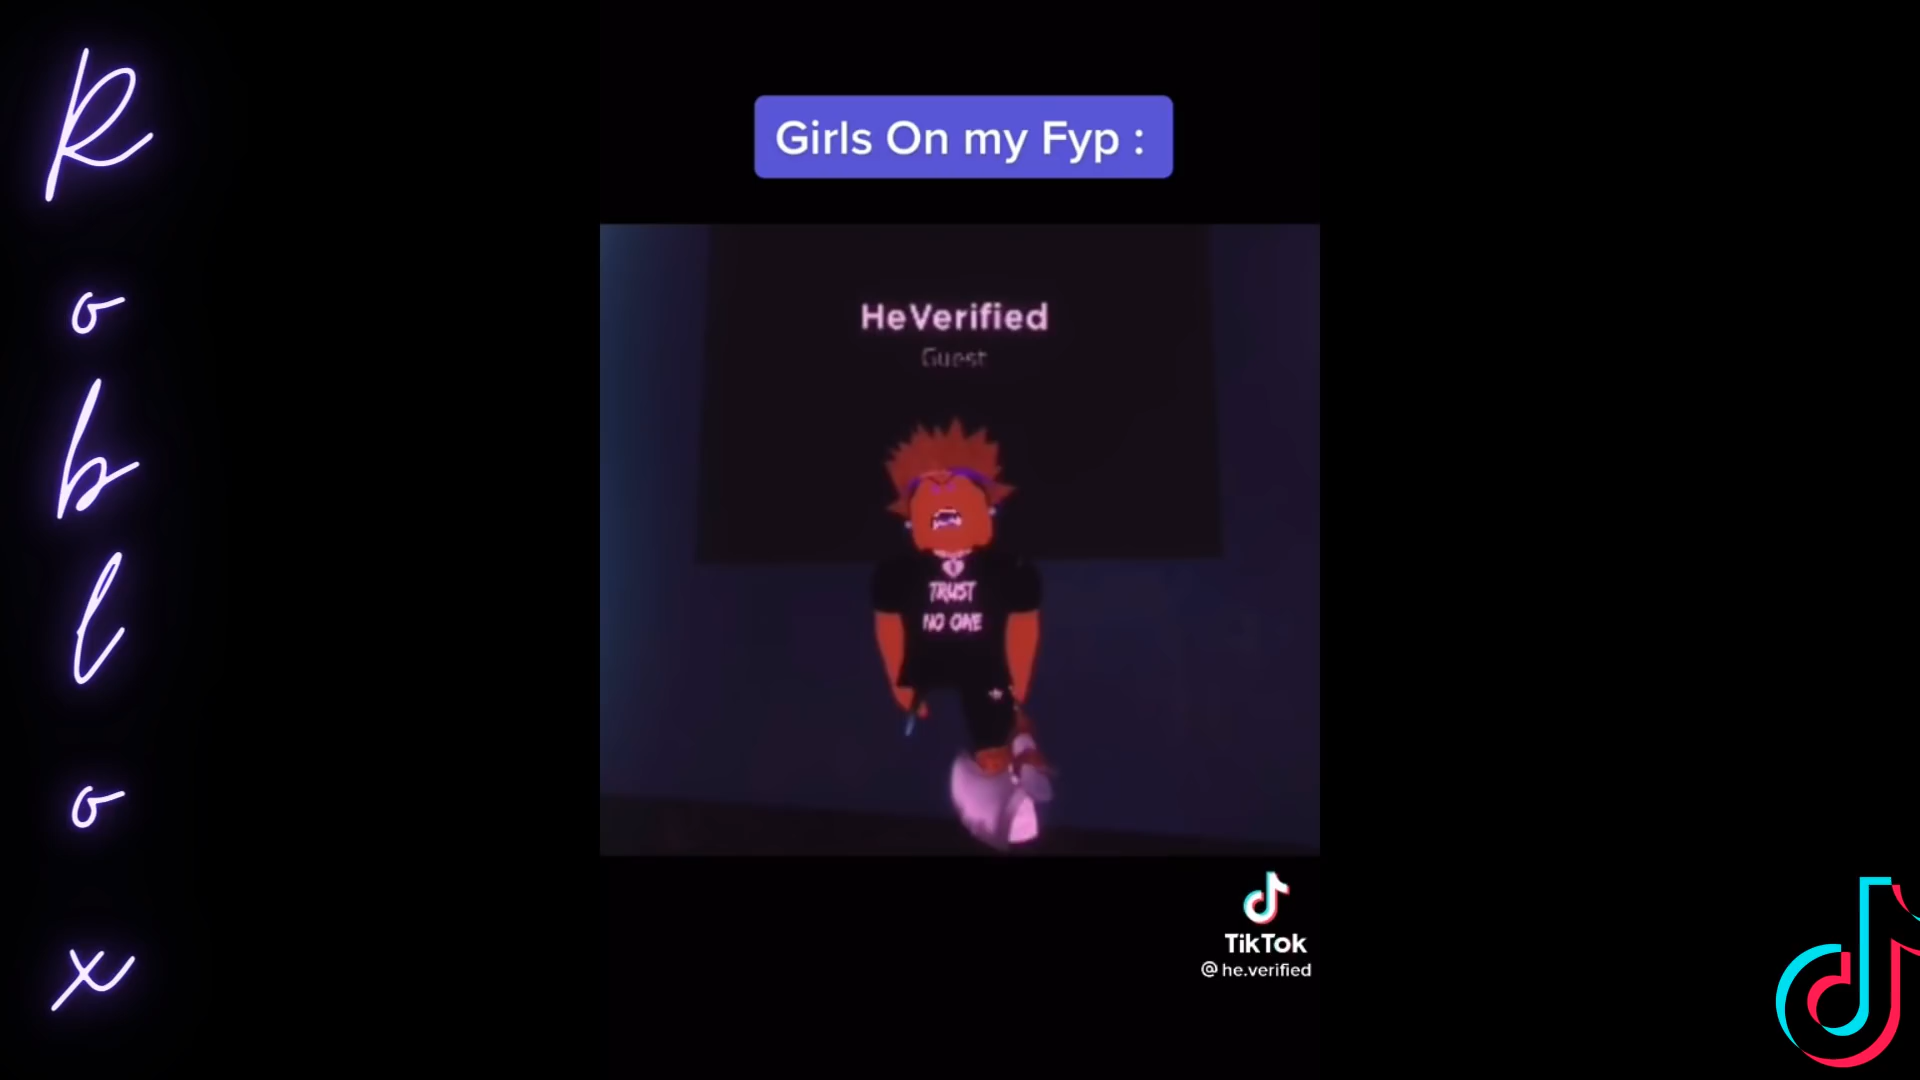 Roblox
Girls On my Fyp :
HeVerified
Guest
TRUST
NO ONE
TikTok
@he.verified